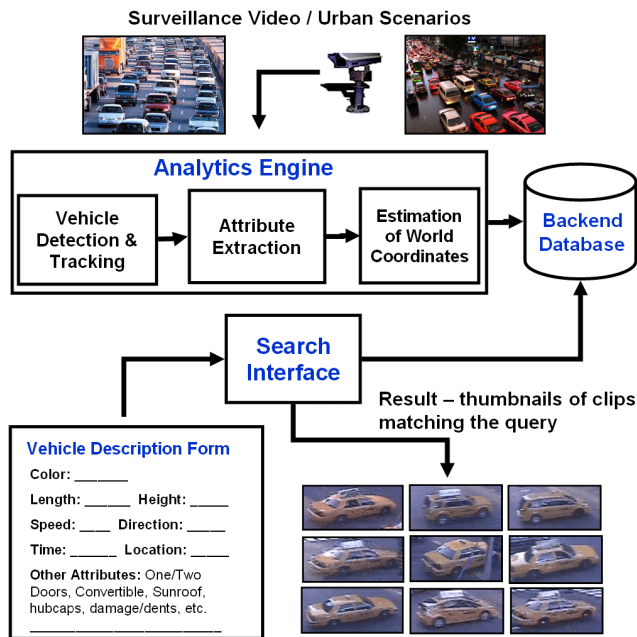 Surveillance Video / Urban Scenarios
Analytics Engine
Vehicle
Detection &
Tracking
Attribute
Extraction
Estimation
of World
Coordinates
Backend
Database
Search
Interface
Result – thumbnails of clips
matching the query
Vehicle Description Form
Color: _______
Length: ______ Height: _____
Speed: ____ Direction: _____
Time: ______ Location: _____
Other Attributes: One/Two
Doors, Convertible, Sunroof,
hubcaps, damage/dents, etc.
_________________________